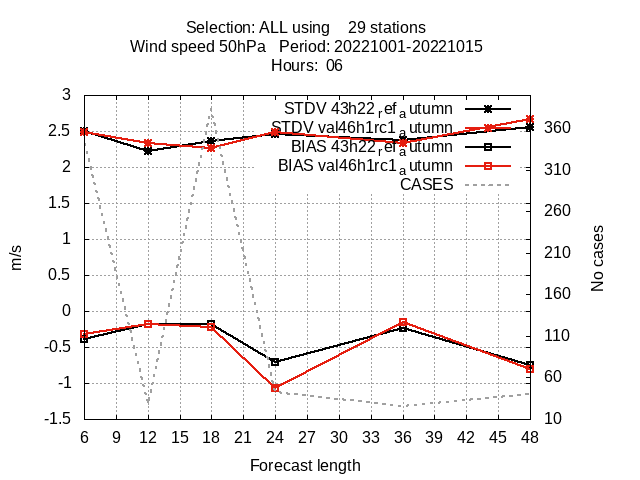 Selection: ALL using    29 stations
Wind speed 50hPa   Period: 20221001-20221015
Hours:  06
STDV 43h22_ref_autumn
STDV val46h1rc1_autumn
BIAS 43h22_ref_autumn
BIAS val46h1rc1_autumn
CASES
3
2.5
2
1.5
1
0.5
0
-0.5
-1
-1.5
m/s
360
310
260
210
160
110
60
10
No cases
6 9 12 15 18 21 24 27 30 33 36 39 42 45 48
Forecast length